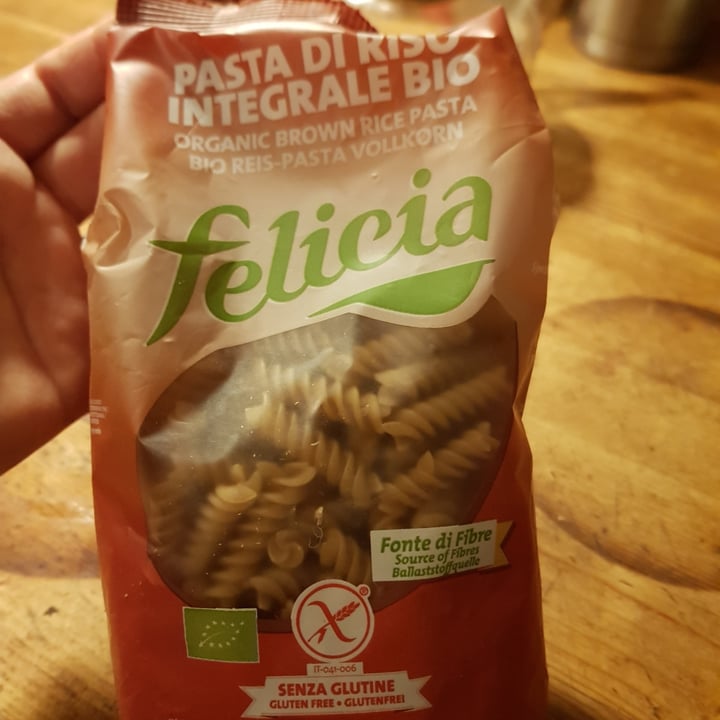 PASTA DI RISO
INTEGRALE BIO
ORGANIC BROWN RICE PASTA
BIO REIS-PASTA VOLLKORN
felicia
Fonte di Fibre
Source of Fibres
Ballaststoffquelle
IT-041-006
SENZA GLUTINE
GLUTEN FREE • GLUTENFREI